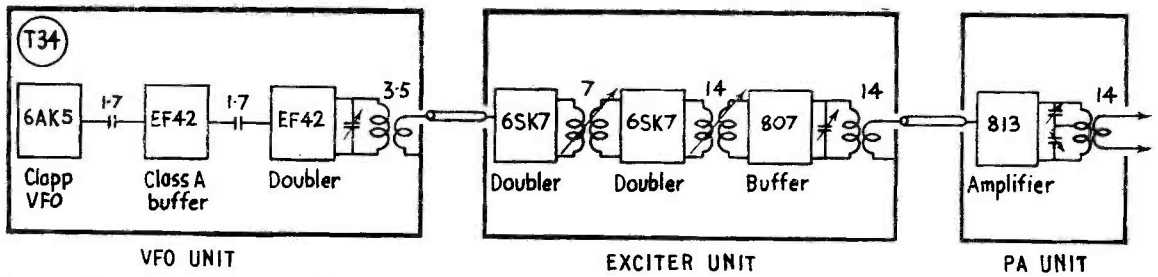 T34
3·5
7
14
14
14
1·7
1·7
6AK5
EF42
EF42
6SK7
6SK7
807
813
Clapp
VFO
Class A
buffer
Doubler
Doubler
Doubler
Buffer
Amplifier
VFO UNIT
EXCITER UNIT
PA UNIT